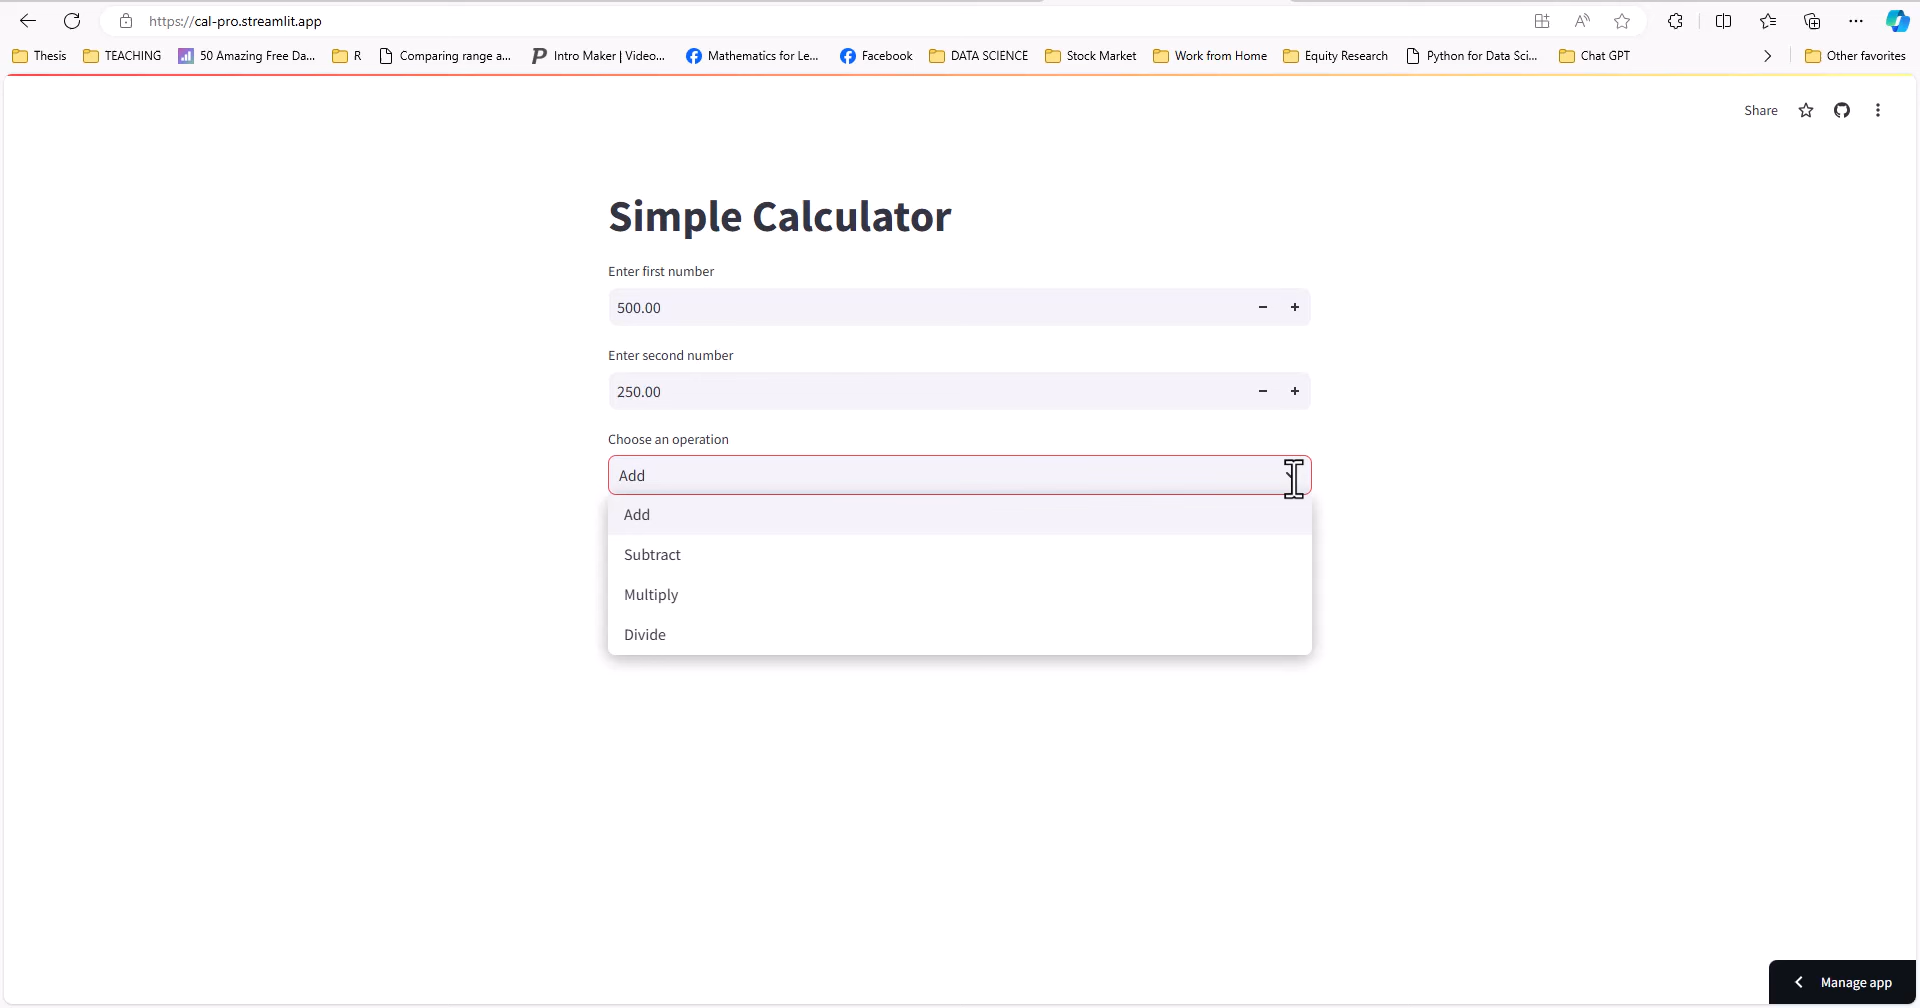 https://cal-pro.streamlit.app
Thesis TEACHING 50 Amazing Free Da... R Comparing range a... Intro Maker | Video... Mathematics for Le... Facebook DATA SCIENCE Stock Market Work from Home Equity Research Python for Data Sci... Chat GPT Other favorites
Share
Simple Calculator
Enter first number
500.00
Enter second number
250.00
Choose an operation
Add
Add
Subtract
Multiply
Divide
Manage app